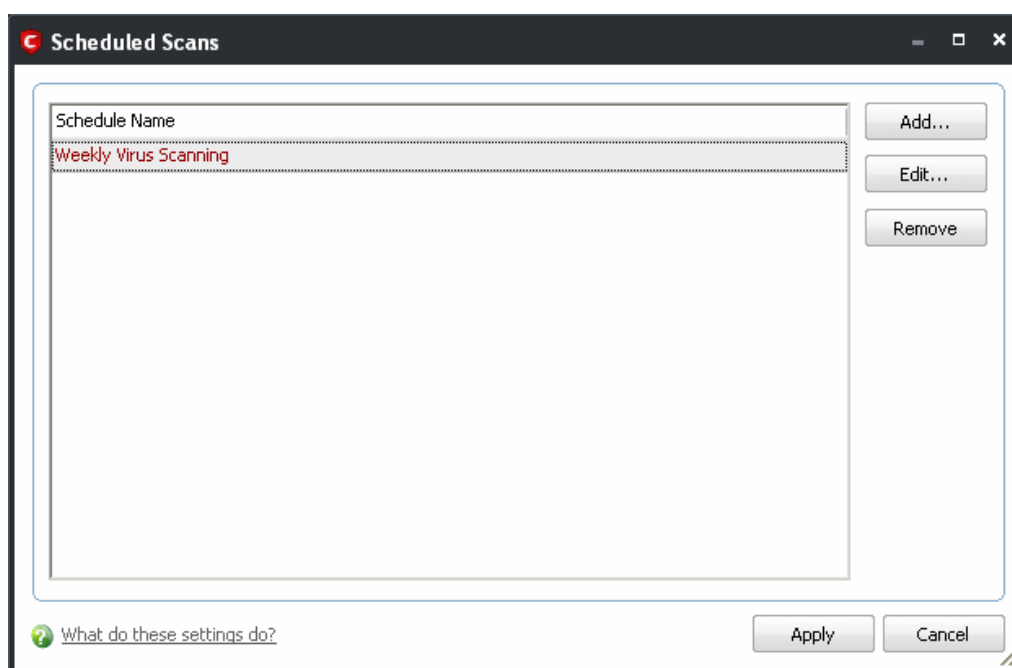 Scheduled Scans
Schedule Name
Add...
Weekly Virus Scanning
Edit...
Remove
What do these settings do?
Apply
Cancel